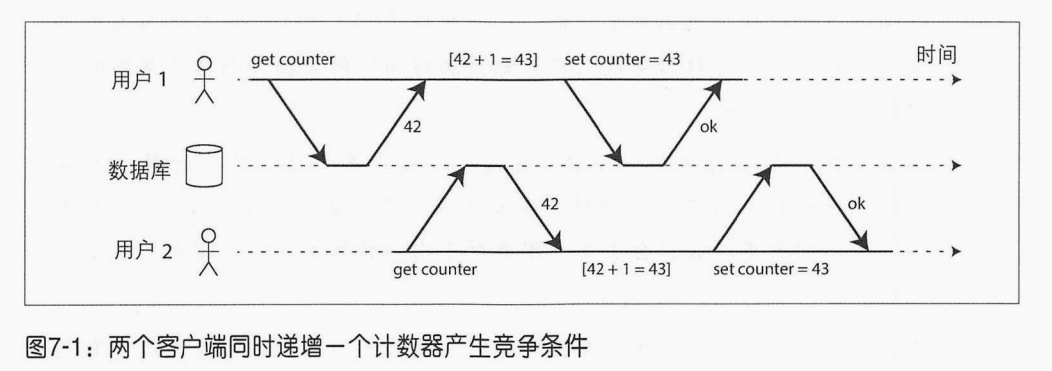 get counter [42 + 1 = 43] set counter = 43 时间
用户 1
42 ok
数据库
42 ok
用户 2
get counter [42 + 1 = 43] set counter = 43
图7-1：两个客户端同时递增一个计数器产生竞争条件